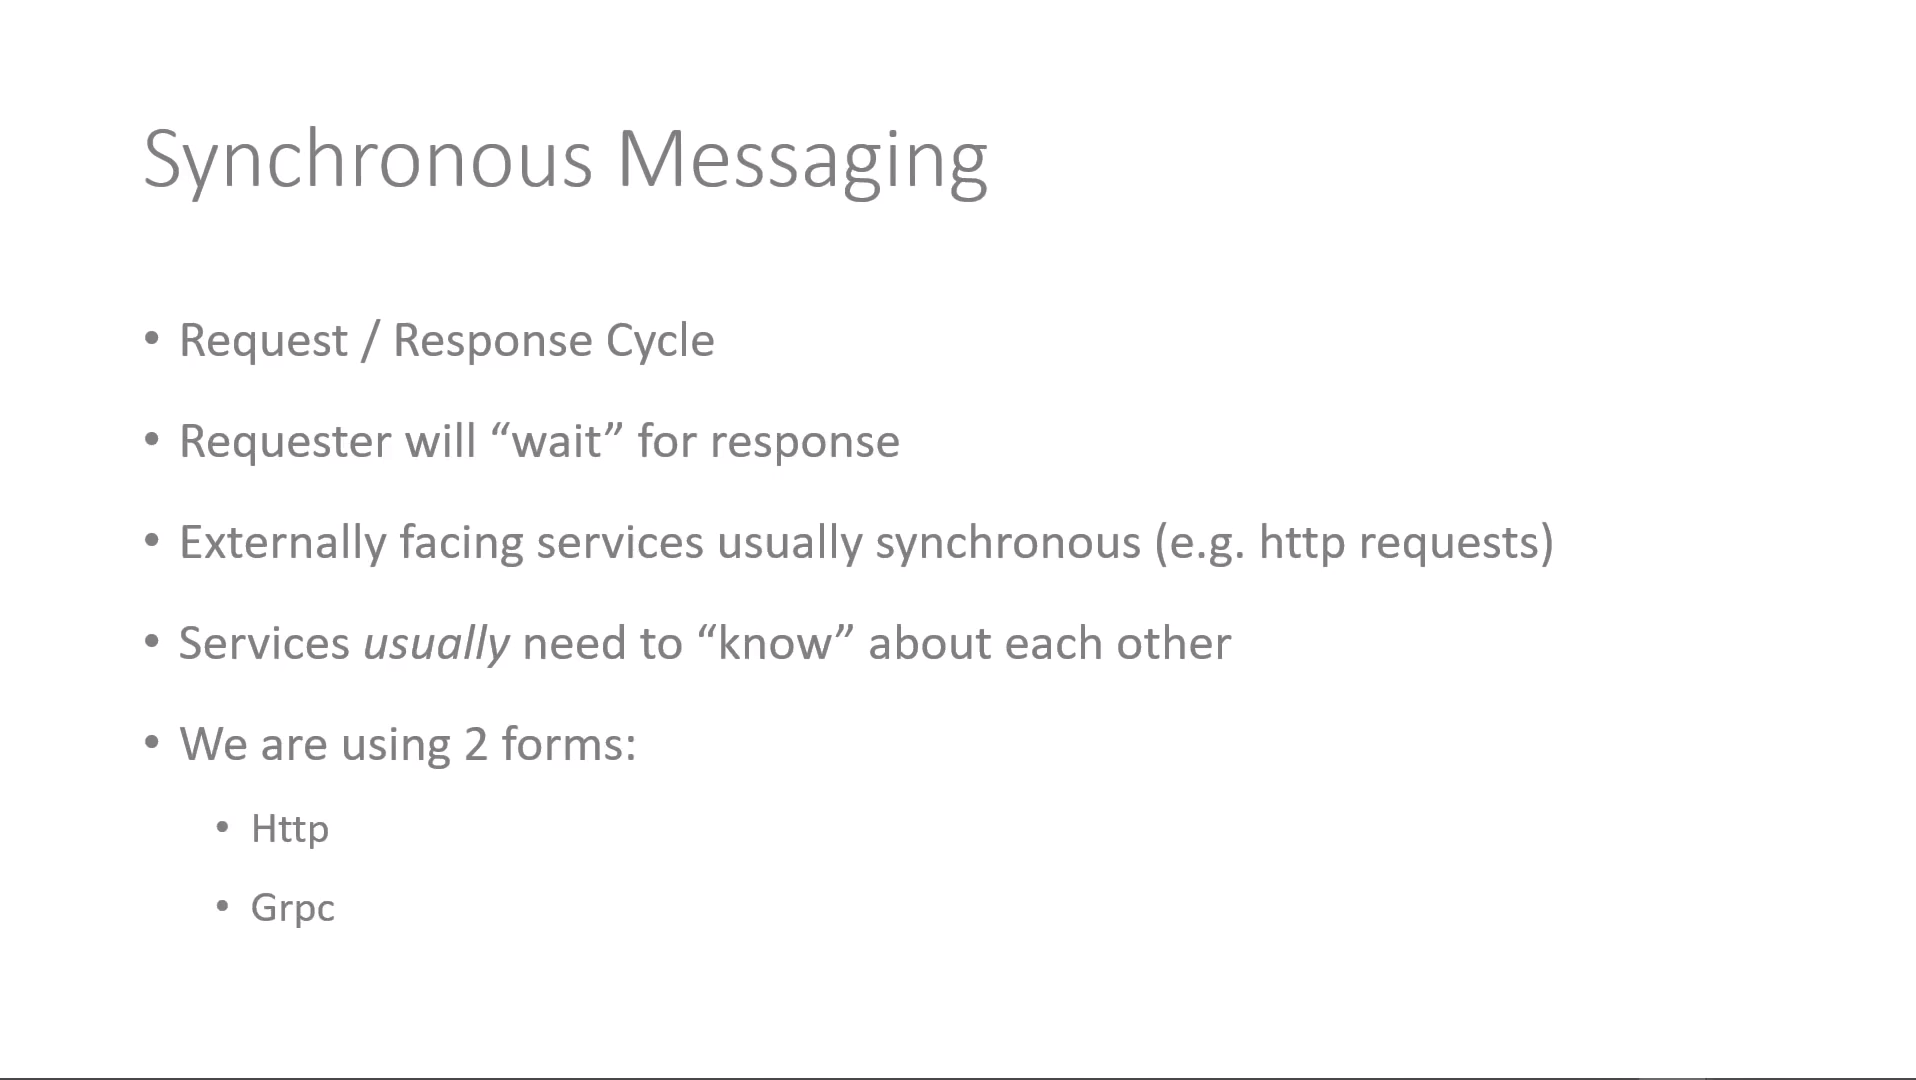 Synchronous Messaging
• Request / Response Cycle
• Requester will “wait” for response
• Externally facing services usually synchronous (e.g. http requests)
• Services usually need to “know” about each other
• We are using 2 forms:
• Http
• Grpc